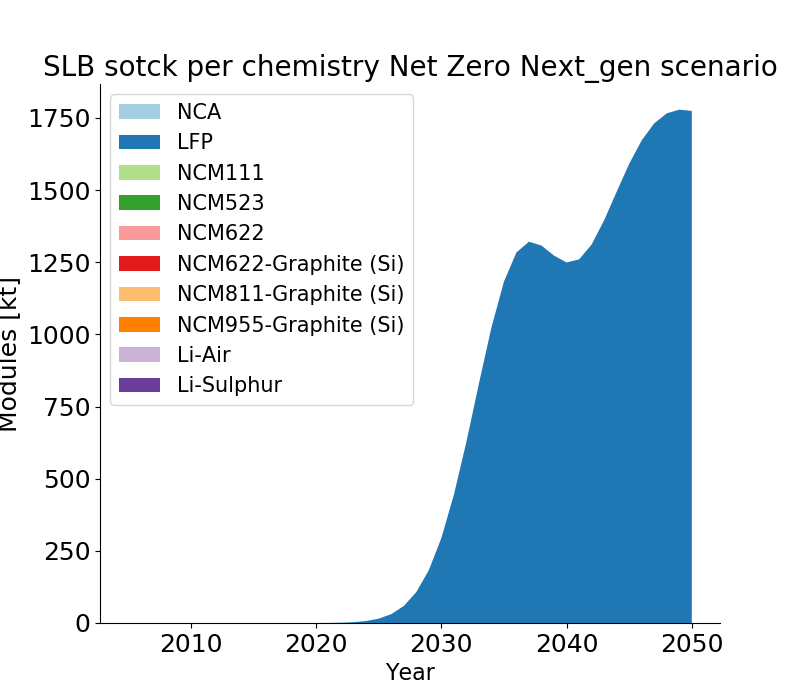 SLB sotck per chemistry Net Zero Next_gen scenario
Modules [kt]
1750
1500
1250
1000
750
500
250
0
NCA
LFP
NCM111
NCM523
NCM622
NCM622-Graphite (Si)
NCM811-Graphite (Si)
NCM955-Graphite (Si)
Li-Air
Li-Sulphur
2010 2020 2030 2040 2050
Year